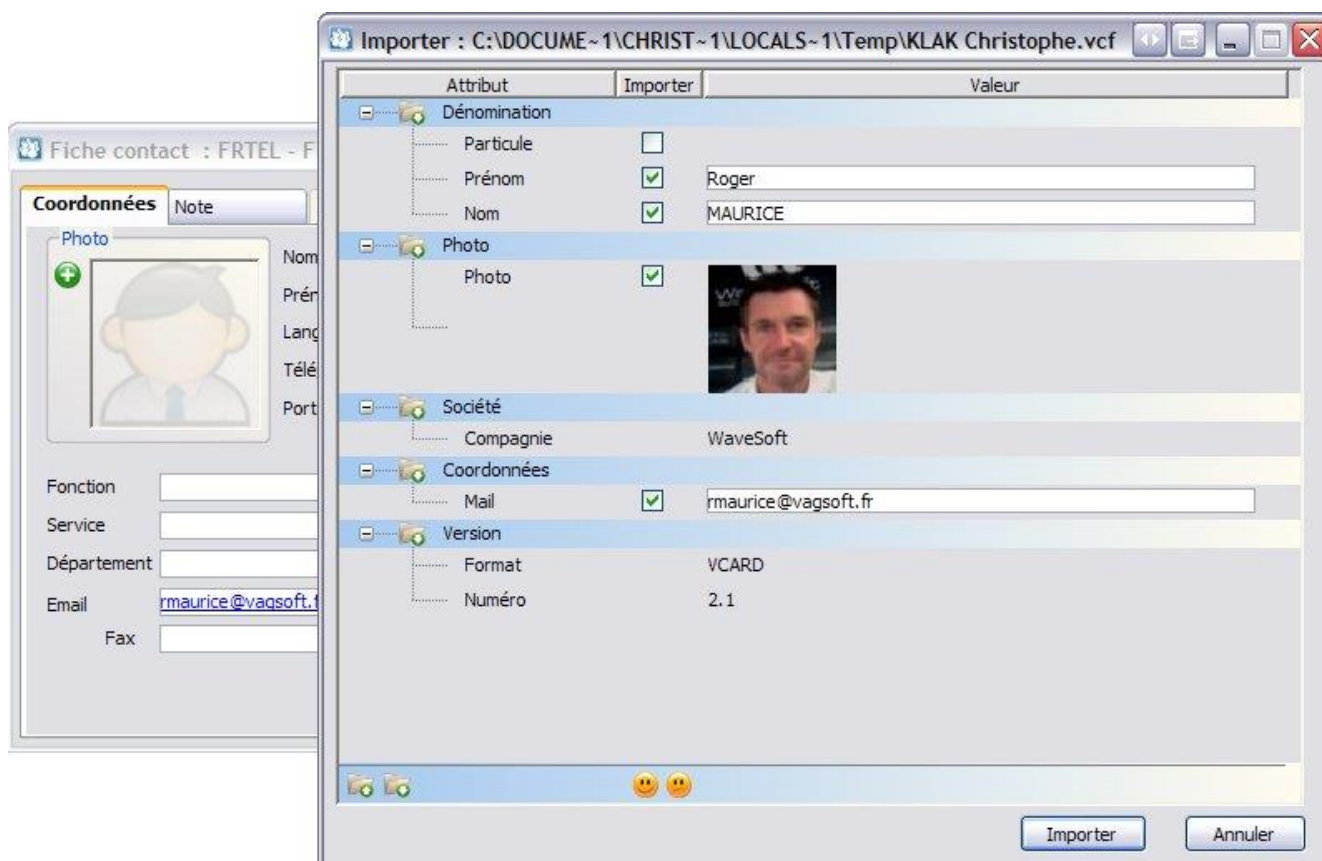 Importer : C:\DOCUME~1\CHRIST~1\LOCALS~1\Temp\KLAK Christophe.vcf
Attribut Importer Valeur
Dénomination
Particule
Prénom Roger
Nom MAURICE
Photo
Photo
Société
Compagnie WaveSoft
Coordonnées
Mail rmaurice@vagsoft.fr
Version
Format VCARD
Numéro 2.1
Importer Annuler
Fiche contact : FRTEL - F
Coordonnées Note
Photo
Nom
Prén
Lang
Télé
Port
Fonction
Service
Département
Email rmaurice@vagsoft.f
Fax